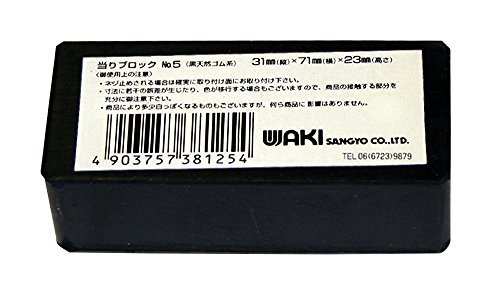 当りブロック No.5（黒天然ゴム系） 31㎜(縦)×71㎜(横)×23㎜(高さ)
〈御使用上の注意〉
・ネジ止めされる場合は確実に取り付け面にお取り付け下さい。
・寸法に若干の誤差が生じたり、色が移行する場合もございますので、商品の接触する部分を
充分に御注意下さい。
・商品により多少白っぽくなるものもございますが、何ら商品に影響はありません。
WAKI SANGYO CO.,LTD.
4 903757 381254
TEL 06(6723)9879